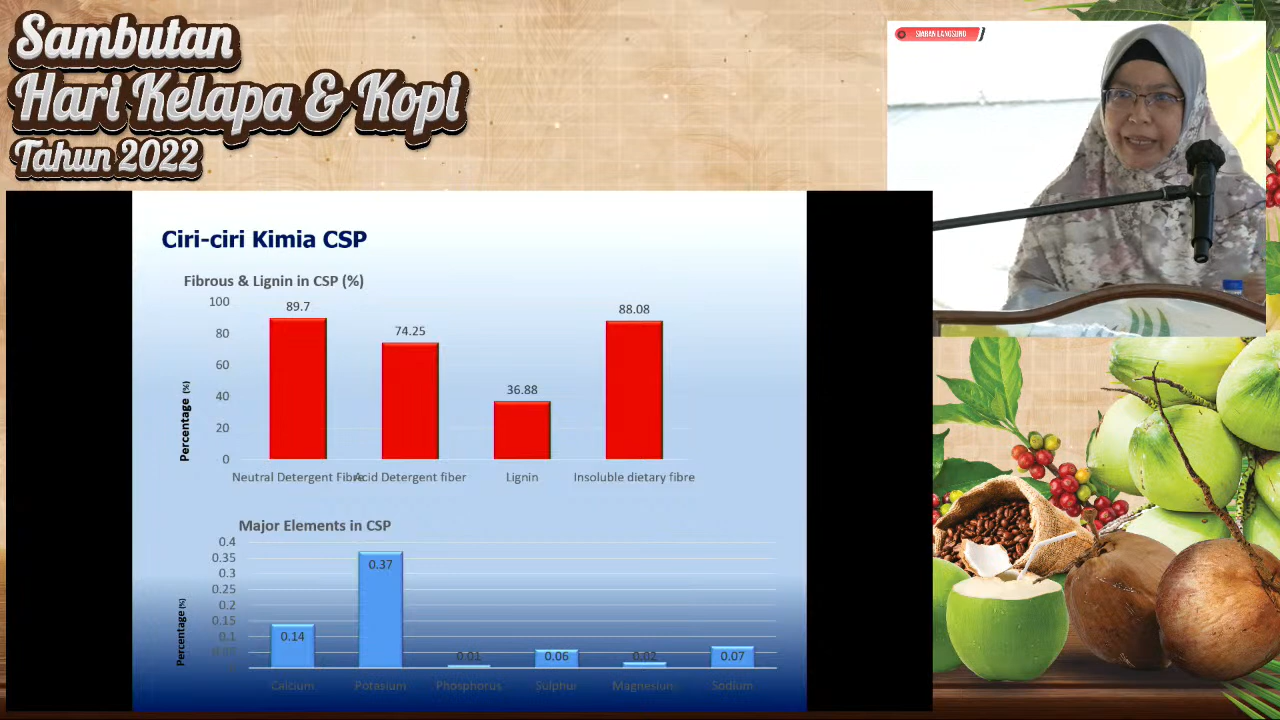 Sambutan
Hari Kelapa & Kopi
Tahun 2022
SIARAN LANGSUNG
Ciri-ciri Kimia CSP
Fibrous & Lignin in CSP (%)
Percentage (%)
100
80
60
40
20
0
89.7
74.25
36.88
88.08
Neutral Detergent Fibre
Acid Detergent fiber
Lignin
Insoluble dietary fibre
Major Elements in CSP
Percentage (%)
0.4
0.35
0.3
0.25
0.2
0.15
0.1
0.05
0.14
0.37
0.01
0.06
0.02
0.07
Calcium
Potasium
Phosphorus
Sulphur
Magnesium
Sodium